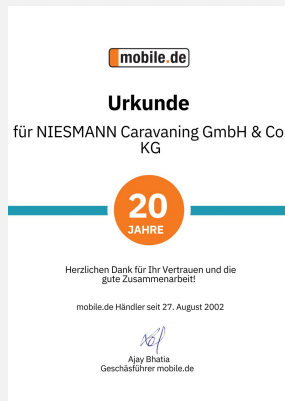 mobile.de
Urkunde
für NIESMANN Caravaning GmbH & Co
KG
20
JAHRE
Herzlichen Dank für Ihr Vertrauen und die
gute Zusammenarbeit!
mobile.de Händler seit 27. August 2002
Ajay Bhatia
Geschäsführer mobile.de